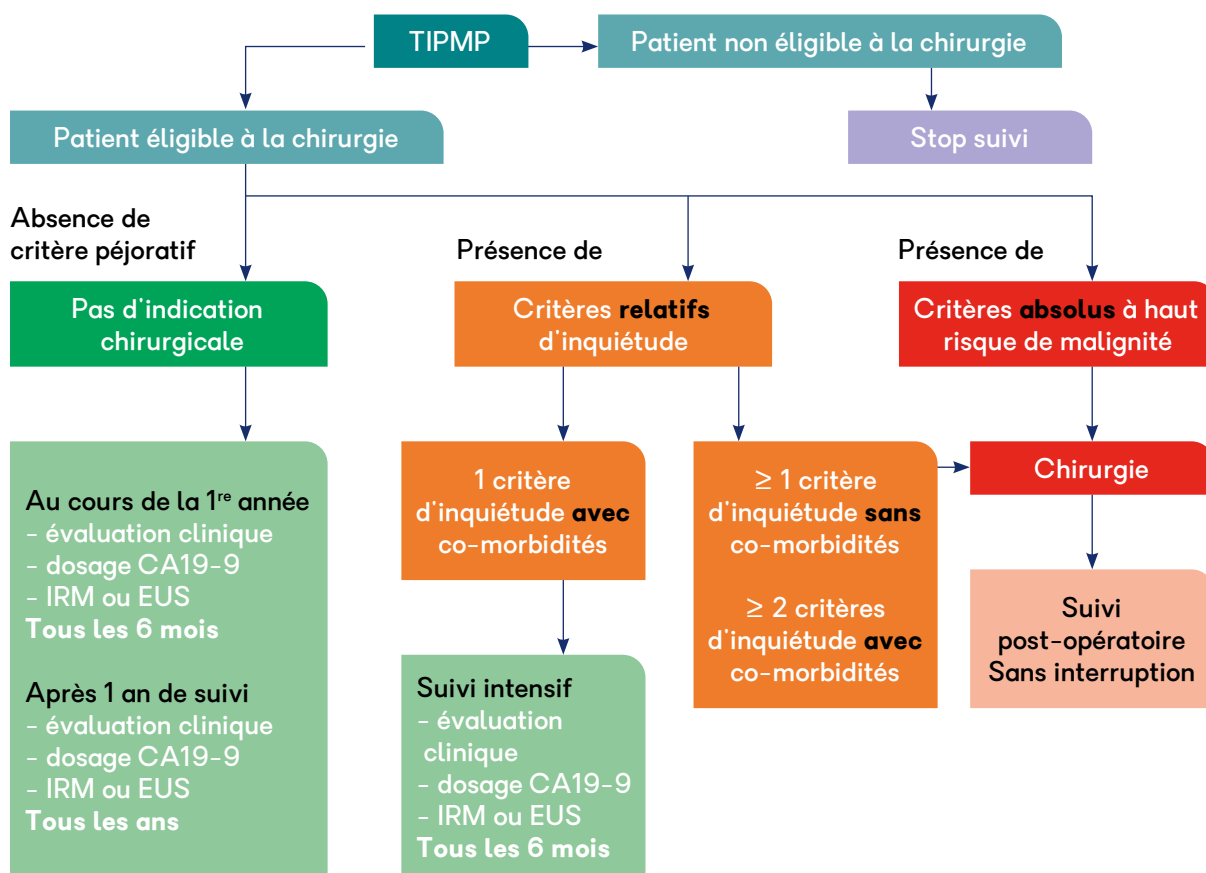 TIPMP
Patient non éligible à la chirurgie
Patient éligible à la chirurgie
Stop suivi
Absence de
critère péjoratif
Pas d'indication
chirurgicale
Au cours de la 1re année
- évaluation clinique
- dosage CA19-9
- IRM ou EUS
Tous les 6 mois
Après 1 an de suivi
- évaluation clinique
- dosage CA19-9
- IRM ou EUS
Tous les ans
Présence de
Critères relatifs
d'inquiétude
1 critère
d'inquiétude avec
co-morbidités
Suivi intensif
- évaluation
clinique
- dosage CA19-9
- IRM ou EUS
Tous les 6 mois
≥ 1 critère
d'inquiétude sans
co-morbidités
≥ 2 critères
d'inquiétude avec
co-morbidités
Présence de
Critères absolus à haut
risque de malignité
Chirurgie
Suivi
post-opératoire
Sans interruption